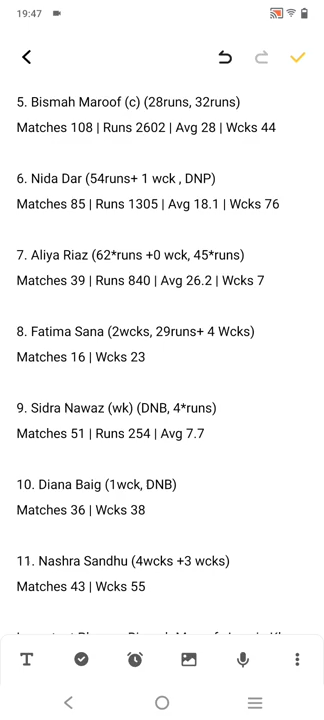 19:47
5. Bismah Maroof (c) (28runs, 32runs)
Matches 108 | Runs 2602 | Avg 28 | Wcks 44
6. Nida Dar (54runs+ 1 wck , DNP)
Matches 85 | Runs 1305 | Avg 18.1 | Wcks 76
7. Aliya Riaz (62*runs +0 wck, 45*runs)
Matches 39 | Runs 840 | Avg 26.2 | Wcks 7
8. Fatima Sana (2wcks, 29runs+ 4 Wcks)
Matches 16 | Wcks 23
9. Sidra Nawaz (wk) (DNB, 4*runs)
Matches 51 | Runs 254 | Avg 7.7
10. Diana Baig (1wck, DNB)
Matches 36 | Wcks 38
11. Nashra Sandhu (4wcks +3 wcks)
Matches 43 | Wcks 55
T